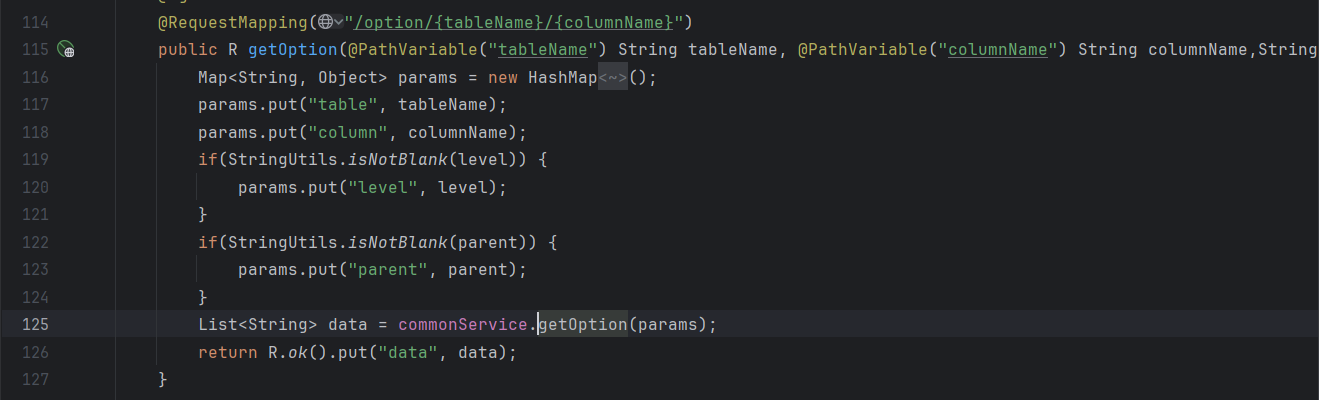 114 @RequestMapping("/option/{tableName}/{columnName}")
115 public R getOption(@PathVariable("tableName") String tableName, @PathVariable("columnName") String columnName,String
116 Map<String, Object> params = new HashMap<~>();
117 params.put("table", tableName);
118 params.put("column", columnName);
119 if(StringUtils.isNotBlank(level)) {
120 params.put("level", level);
121 }
122 if(StringUtils.isNotBlank(parent)) {
123 params.put("parent", parent);
124 }
125 List<String> data = commonService.getOption(params);
126 return R.ok().put("data", data);
127 }